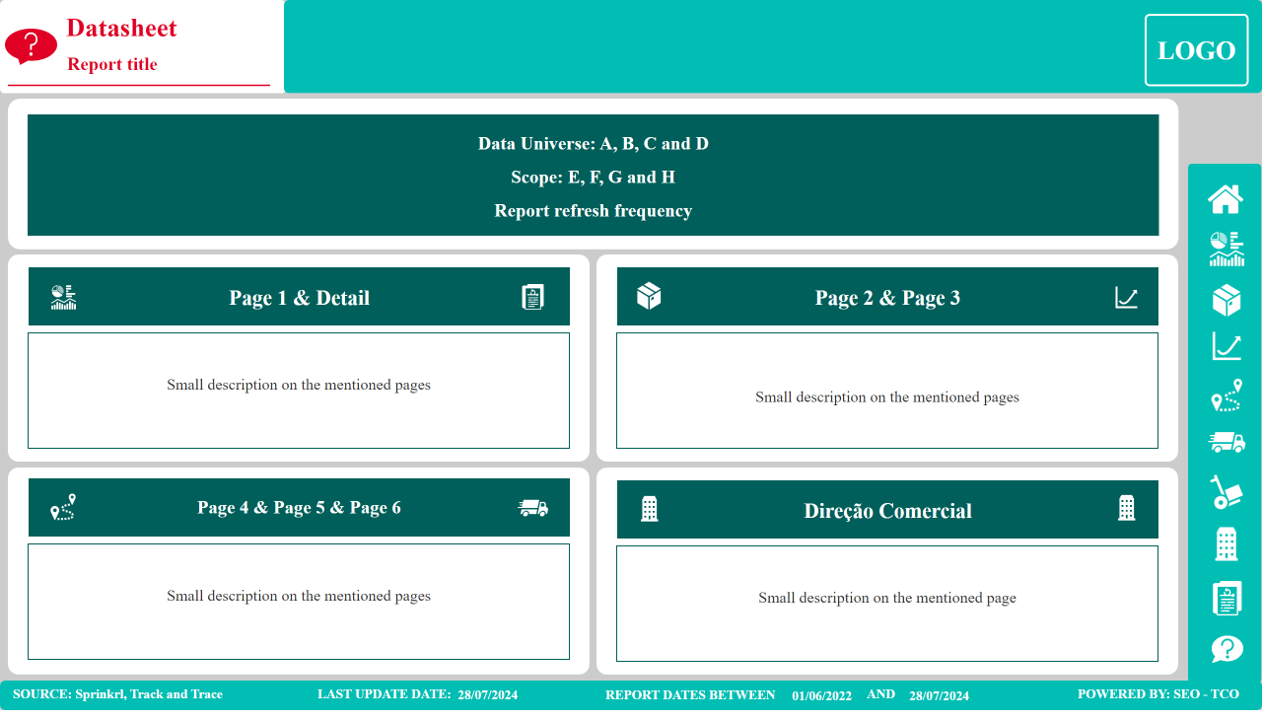 Datasheet
Report title
LOGO
Data Universe: A, B, C and D
Scope: E, F, G and H
Report refresh frequency
Page 1 & Detail
Small description on the mentioned pages
Page 2 & Page 3
Small description on the mentioned pages
Page 4 & Page 5 & Page 6
Small description on the mentioned pages
Direção Comercial
Small description on the mentioned page
SOURCE: Sprinkrl, Track and Trace LAST UPDATE DATE: 28/07/2024 REPORT DATES BETWEEN 01/06/2022 AND 28/07/2024 POWERED BY: SEO - TCO